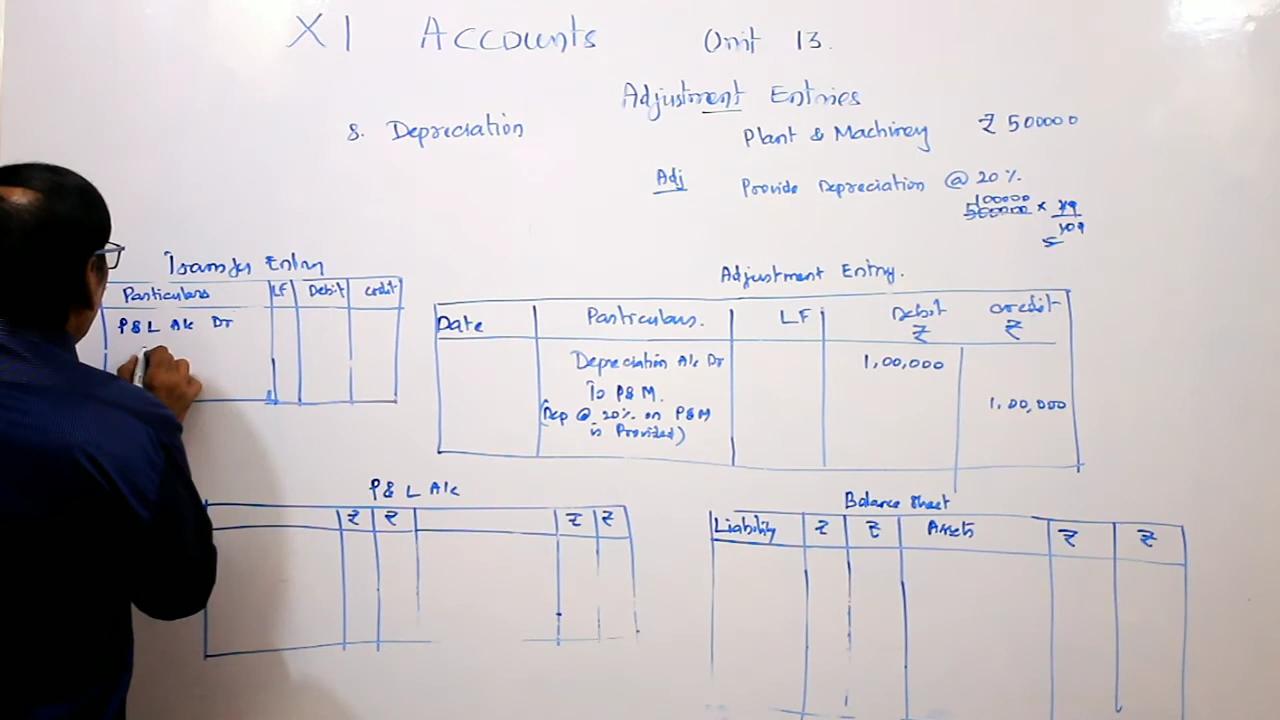 XI Accounts Unit 13.
Adjustment Entries
8. Depreciation
Plant & Machinery ₹ 500000
Adj Provide Depreciation @ 20%
100000
500000 × 20
100
5
Transfer Entry
Particulars LF Debit Credit
P & L A/c Dr
Adjustment Entry.
Date Particulars. LF Debit ₹ Credit ₹
Depreciation A/c Dr 1,00,000
To P & M. 1,00,000
(Dep @ 20% on P&M
is Provided)
P & L A/c
₹ ₹ ₹ ₹
Balance Sheet
Liability ₹ ₹ Assets ₹ ₹